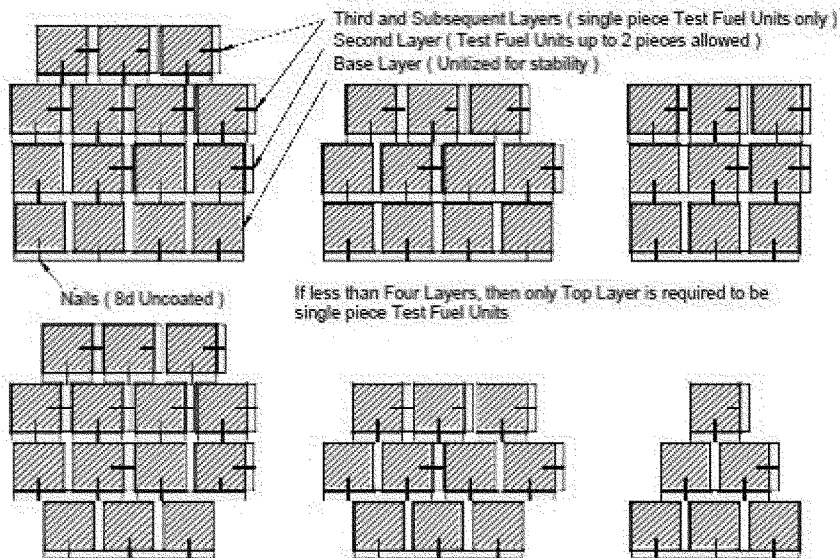 Third and Subsequent Layers ( single piece Test Fuel Units only )
Second Layer ( Test Fuel Units up to 2 pieces allowed )
Base Layer ( Unitized for stability )
Nails ( 8d Uncoated )
If less than Four Layers, then only Top Layer is required to be
single piece Test Fuel Units